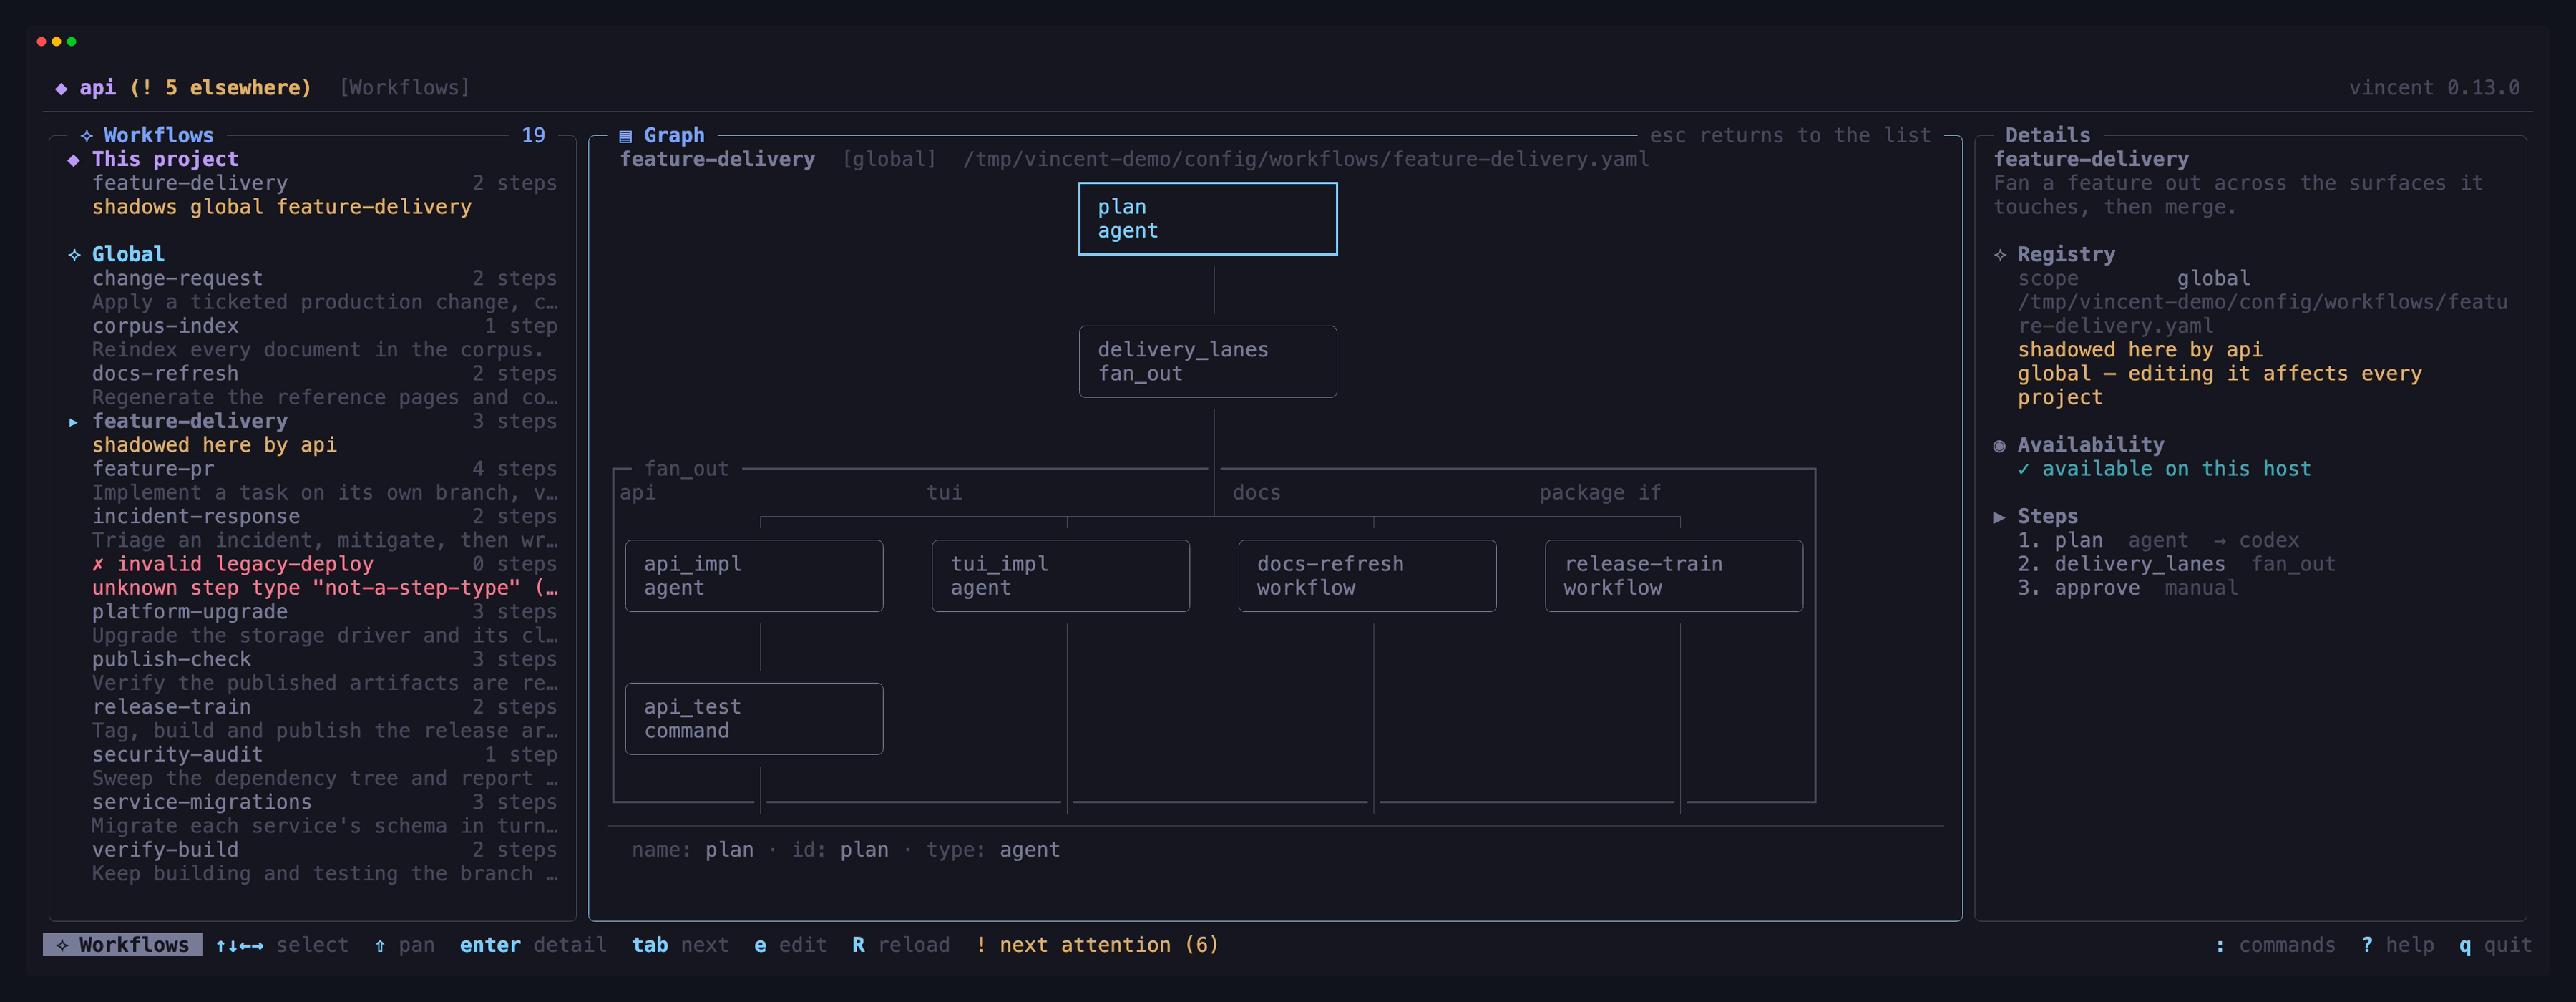 ◆ api (! 5 elsewhere) [Workflows] vincent 0.13.0
✧ Workflows 19
◆ This project
feature-delivery 2 steps
shadows global feature-delivery
✧ Global
change-request 2 steps
Apply a ticketed production change, c…
corpus-index 1 step
Reindex every document in the corpus.
docs-refresh 2 steps
Regenerate the reference pages and co…
▸ feature-delivery 3 steps
shadowed here by api
feature-pr 4 steps
Implement a task on its own branch, v…
incident-response 2 steps
Triage an incident, mitigate, then wr…
✗ invalid legacy-deploy 0 steps
unknown step type "not-a-step-type" (…
platform-upgrade 3 steps
Upgrade the storage driver and its cl…
publish-check 3 steps
Verify the published artifacts are re…
release-train 2 steps
Tag, build and publish the release ar…
security-audit 1 step
Sweep the dependency tree and report …
service-migrations 3 steps
Migrate each service's schema in turn…
verify-build 2 steps
Keep building and testing the branch …
▤ Graph esc returns to the list
feature-delivery [global] /tmp/vincent-demo/config/workflows/feature-delivery.yaml
plan
agent
delivery_lanes
fan_out
fan_out
api tui docs package if
api_impl
agent
tui_impl
agent
docs-refresh
workflow
release-train
workflow
api_test
command
name: plan · id: plan · type: agent
Details
feature-delivery
Fan a feature out across the surfaces it
touches, then merge.
✧ Registry
scope global
/tmp/vincent-demo/config/workflows/featu
re-delivery.yaml
shadowed here by api
global — editing it affects every
project
◉ Availability
✓ available on this host
▶ Steps
1. plan agent → codex
2. delivery_lanes fan_out
3. approve manual
✧ Workflows ↑↓←→ select ⇧ pan enter detail tab next e edit R reload ! next attention (6) : commands ? help q quit